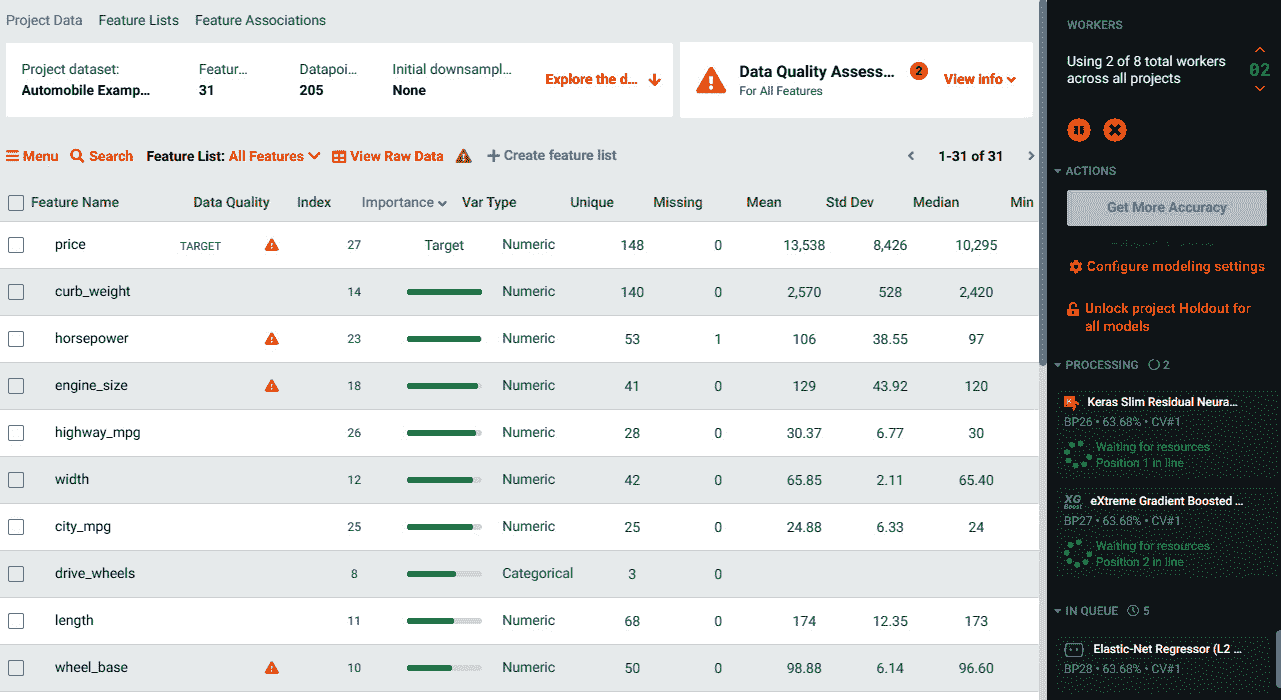 Project Data Feature Lists Feature Associations
Project dataset: Featur... Datapoi... Initial downsampl...
Automobile Examp... 31 205 None
Explore the d...
Data Quality Assess... 2 View info
For All Features
Menu Search Feature List: All Features View Raw Data Create feature list 1-31 of 31
Feature Name Data Quality Index Importance Var Type Unique Missing Mean Std Dev Median Min
price TARGET 27 Target Numeric 148 0 13,538 8,426 10,295
curb_weight 14 Numeric 140 0 2,570 528 2,420
horsepower 23 Numeric 53 1 106 38.55 97
engine_size 18 Numeric 41 0 129 43.92 120
highway_mpg 26 Numeric 28 0 30.37 6.77 30
width 12 Numeric 42 0 65.85 2.11 65.40
city_mpg 25 Numeric 25 0 24.88 6.33 24
drive_wheels 8 Categorical 3 0
length 11 Numeric 68 0 174 12.35 173
wheel_base 10 Numeric 50 0 98.88 6.14 96.60
WORKERS
Using 2 of 8 total workers
across all projects
02
ACTIONS
Get More Accuracy
Configure modeling settings
Unlock project Holdout for
all models
PROCESSING 2
K Keras Slim Residual Neura...
BP26 • 63.68% • CV#1
Waiting for resources
Position 1 in line
XG
Boost
eXtreme Gradient Boosted ...
BP27 • 63.68% • CV#1
Waiting for resources
Position 2 in line
IN QUEUE 5
Elastic-Net Regressor (L2 ...
BP28 • 63.68% • CV#1